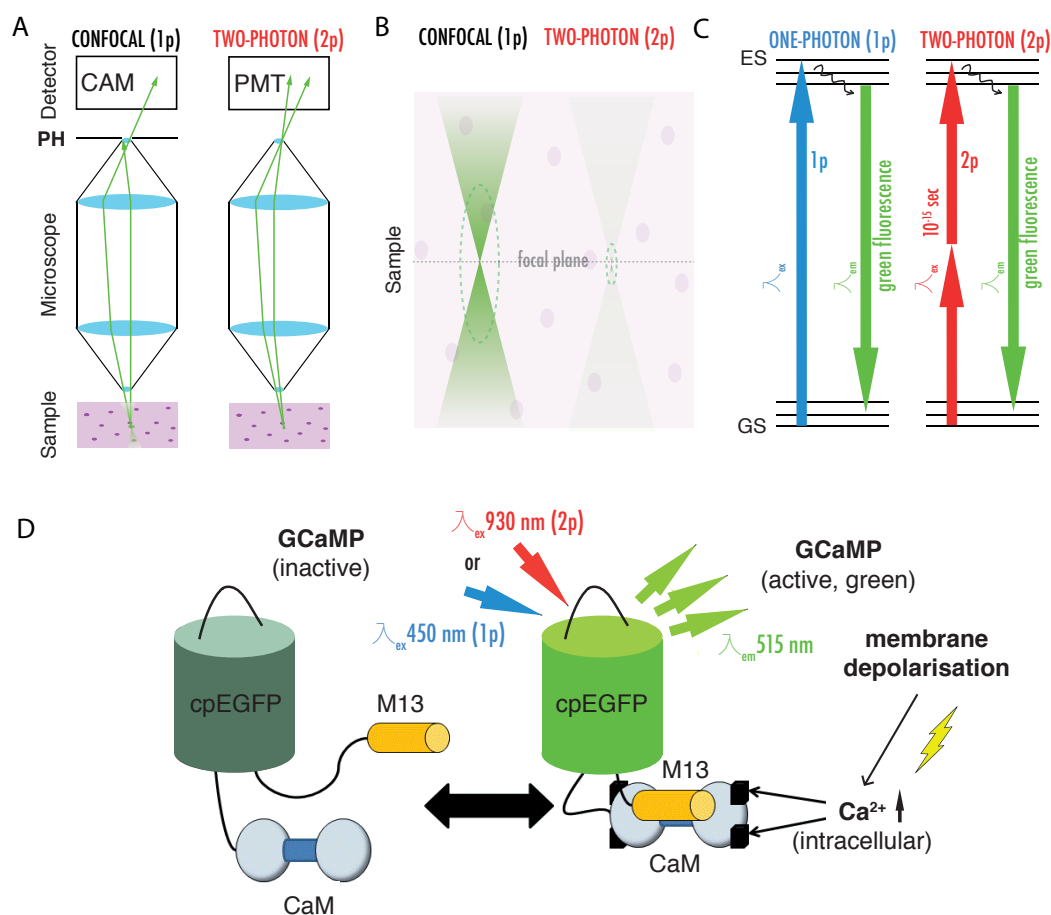 A
CONFOCAL (1p)
TWO-PHOTON (2p)
Detector
CAM
PMT
PH
Microscope
Sample
B
CONFOCAL (1p)
TWO-PHOTON (2p)
Sample
focal plane
C
ONE-PHOTON (1p)
TWO-PHOTON (2p)
ES
1p
λex
λem
green fluorescence
2p
10-15 sec
λex
λem
green fluorescence
GS
D
GCaMP
(inactive)
λex 930 nm (2p)
or
λex 450 nm (1p)
GCaMP
(active, green)
λem 515 nm
membrane
depolarisation
cpEGFP
M13
CaM
cpEGFP
M13
CaM
Ca2+
(intracellular)